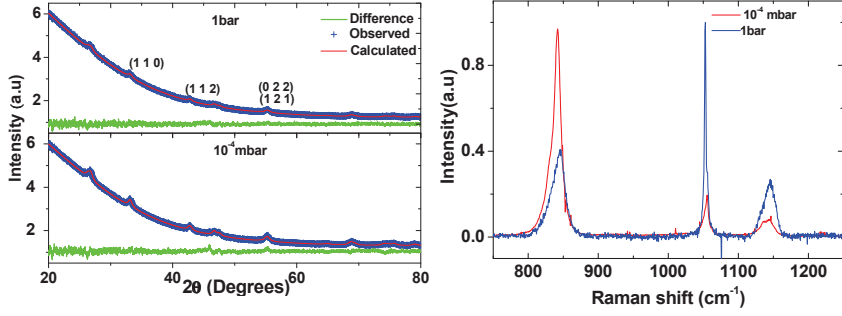 1bar
Difference
Observed
Calculated
(1 1 0)
(1 1 2)
(0 2 2)
(1 2 1)
6
4
2
10⁻⁴mbar
6
4
2
20 40 60 80
2θ (Degrees)
Intensity (a.u)
10⁻⁴ mbar
1bar
0.8
0.4
0.0
800 900 1000 1100 1200
Raman shift (cm⁻¹)
Intensity(a.u)